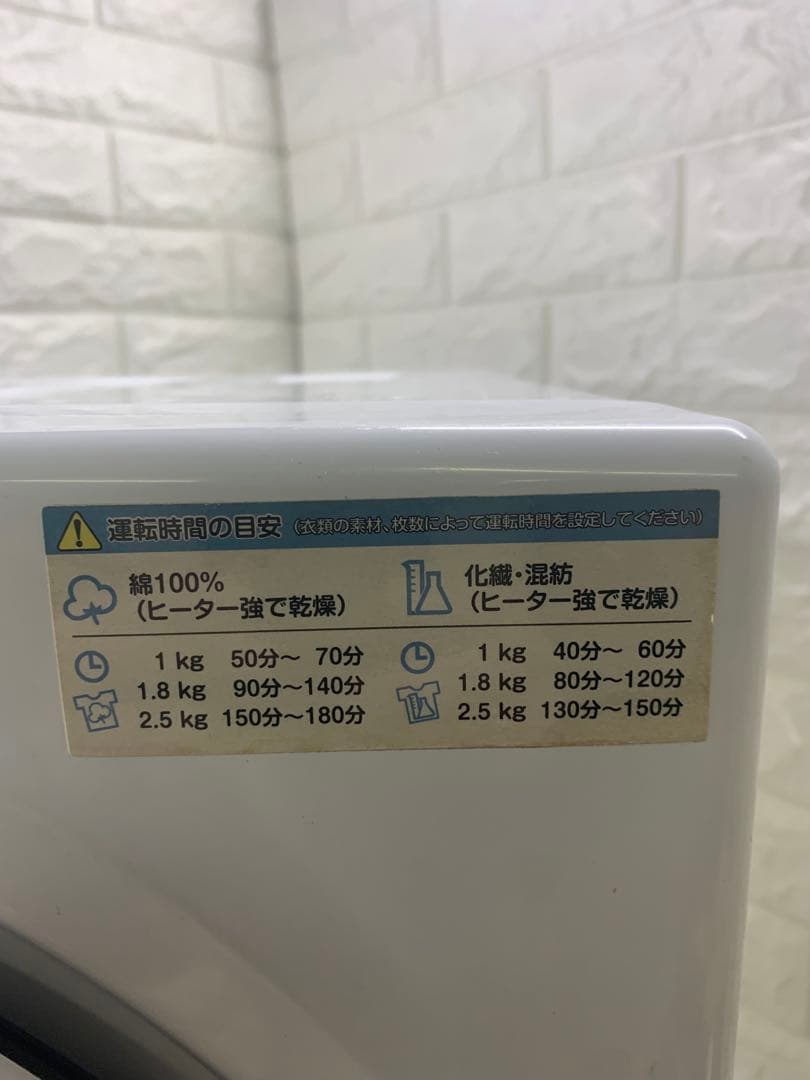 運転時間の目安 (衣類の素材、枚数によって運転時間を設定してください)
綿100%
(ヒーター強で乾燥)
1 kg 50分～ 70分
1.8 kg 90分～140分
2.5 kg 150分～180分
化繊・混紡
(ヒーター強で乾燥)
1 kg 40分～ 60分
1.8 kg 80分～120分
2.5 kg 130分～150分